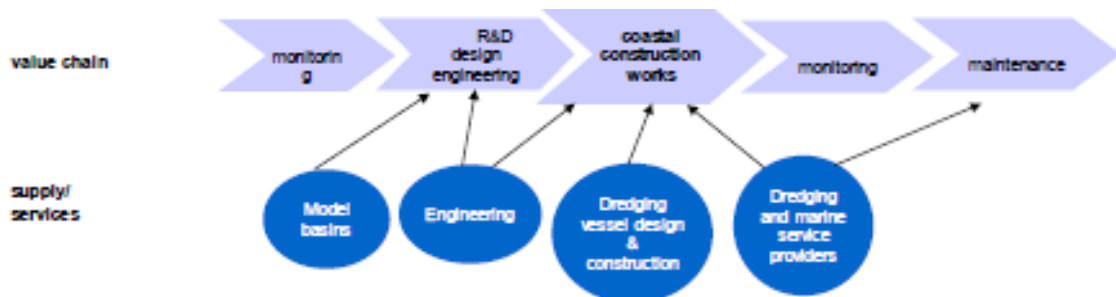 value chain
monitorin
g
R&D
design
engineering
coastal
construction
works
monitoring
maintenance
supply/
services
Model
basins
Engineering
Dredging
vessel design
&
construction
Dredging
and marine
service
providers